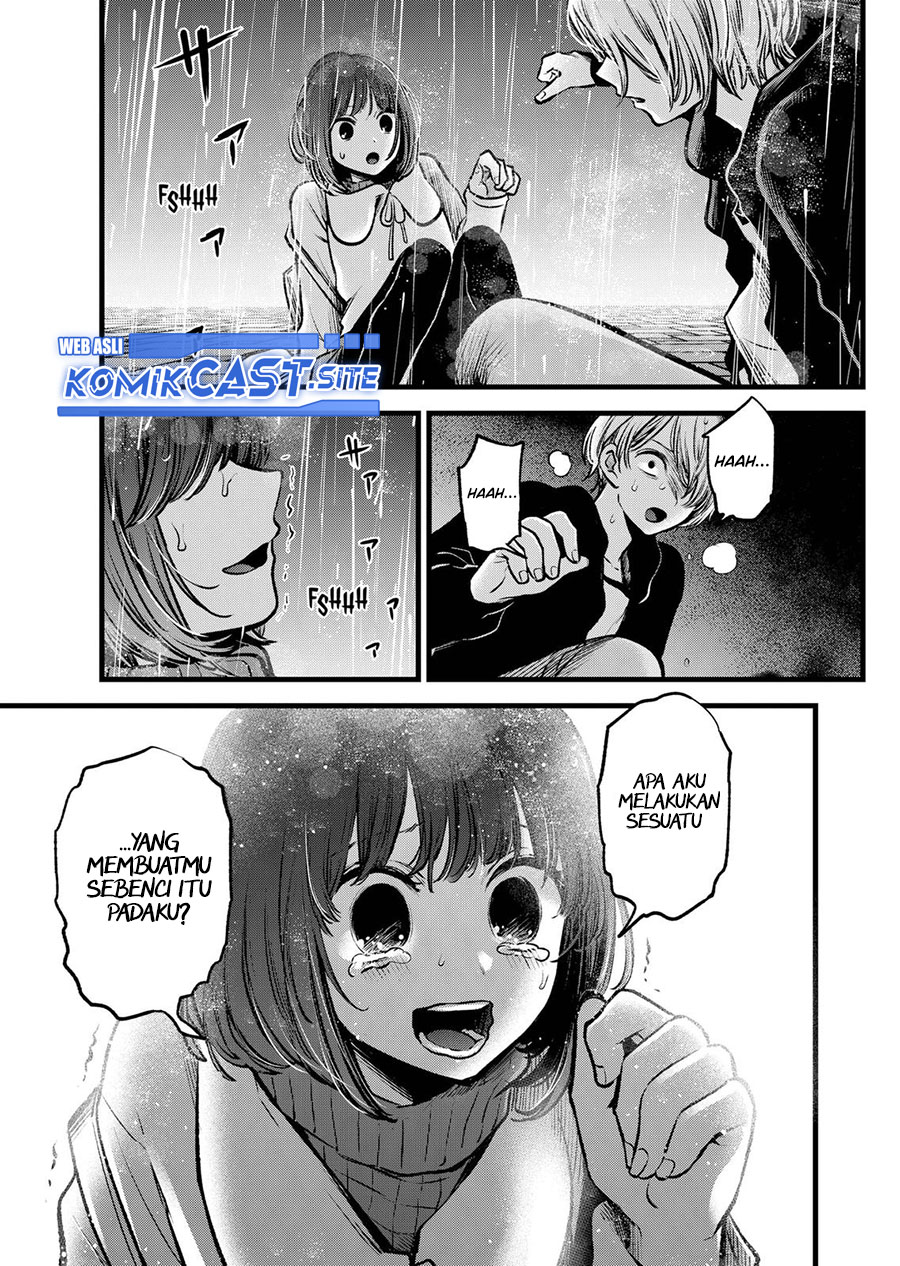 サ
ア
FSHHH
ア
WEB ASLI
KOMIKCAST.SITE
HAAH...
HAAH...
サ
ア
FSHHH
ア
ア
APA AKU
MELAKUKAN
SESUATU
...YANG
MEMBUATMU
SEBENCI ITU
PADAKU?